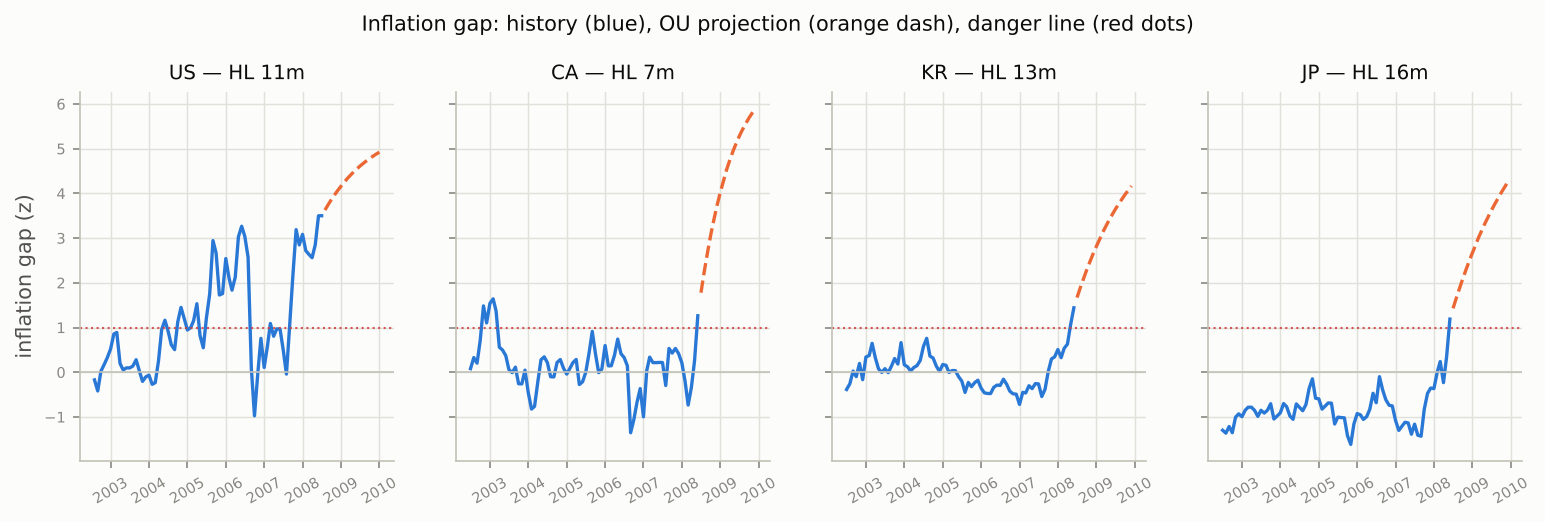 Inflation gap: history (blue), OU projection (orange dash), danger line (red dots)
US — HL 11m
CA — HL 7m
KR — HL 13m
JP — HL 16m
inflation gap (z)
6
5
4
3
2
1
0
−1
2003 2004 2005 2006 2007 2008 2009 2010
2003 2004 2005 2006 2007 2008 2009 2010
2003 2004 2005 2006 2007 2008 2009 2010
2003 2004 2005 2006 2007 2008 2009 2010